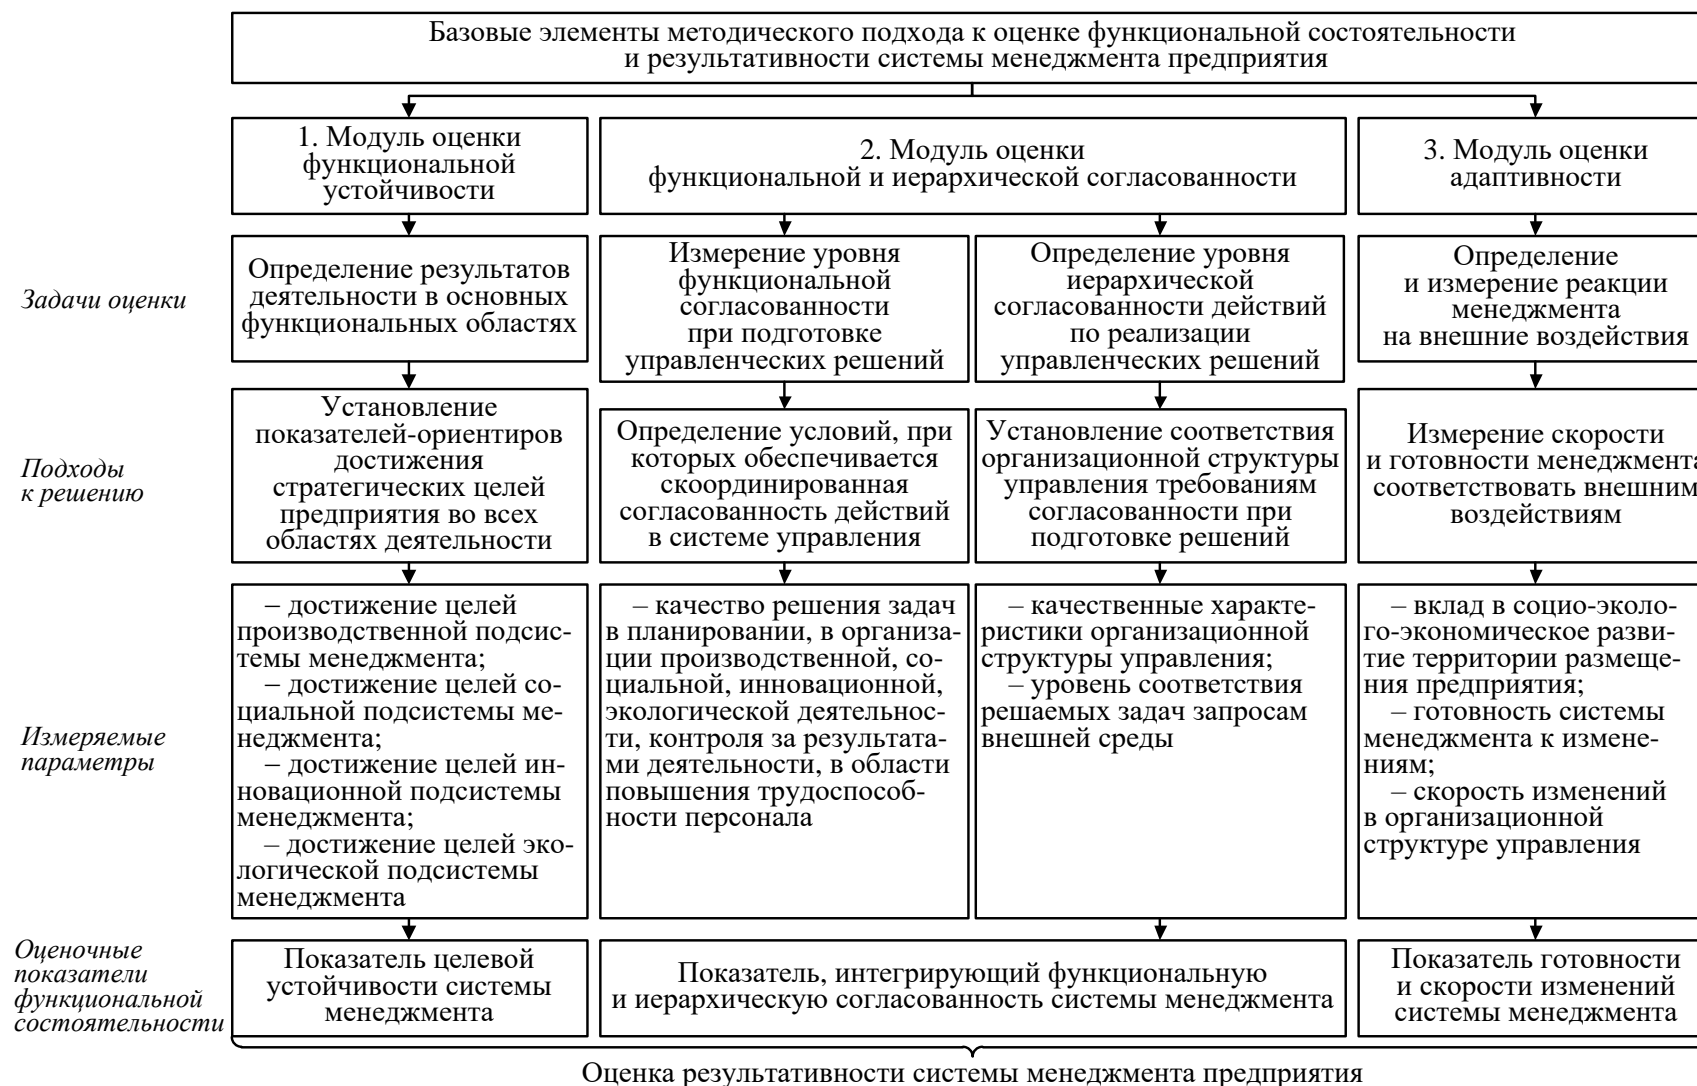 Базовые элементы методического подхода к оценке функциональной состоятельности
и результативности системы менеджмента предприятия
1. Модуль оценки
функциональной
устойчивости
2. Модуль оценки
функциональной и иерархической согласованности
3. Модуль оценки
адаптивности
Задачи оценки
Определение результатов
деятельности в основных
функциональных областях
Измерение уровня
функциональной
согласованности
при подготовке
управленческих решений
Определение уровня
иерархической
согласованности действий
по реализации
управленческих решений
Определение
и измерение реакции
менеджмента
на внешние воздействия
Подходы
к решению
Установление
показателей-ориентиров
достижения
стратегических целей
предприятия во всех
областях деятельности
Определение условий, при
которых обеспечивается
скоординированная
согласованность действий
в системе управления
Установление соответствия
организационной структуры
управления требованиям
согласованности при
подготовке решений
Измерение скорости
и готовности менеджмента
соответствовать внешним
воздействиям
Измеряемые
параметры
– достижение целей
производственной подсис-
темы менеджмента;
– достижение целей со-
циальной подсистемы ме-
неджмента;
– достижение целей ин-
новационной подсистемы
менеджмента;
– достижение целей эко-
логической подсистемы
менеджмента
– качество решения задач
в планировании, в организа-
ции производственной, со-
циальной, инновационной,
экологической деятельнос-
ти, контроля за результата-
ми деятельности, в области
повышения трудоспособ-
ности персонала
– качественные характе-
ристики организационной
структуры управления;
– уровень соответствия
решаемых задач запросам
внешней среды
– вклад в социо-эколо-
го-экономическое разви-
тие территории размеще-
ния предприятия;
– готовность системы
менеджмента к измене-
ниям;
– скорость изменений
в организационной
структуре управления
Оценочные
показатели
функциональной
состоятельности
Показатель целевой
устойчивости системы
менеджмента
Показатель, интегрирующий функциональную
и иерархическую согласованность системы менеджмента
Показатель готовности
и скорости изменений
системы менеджмента
Оценка результативности системы менеджмента предприятия